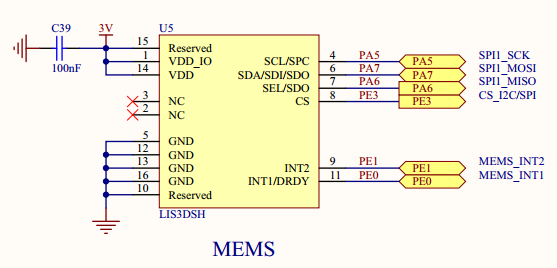 C39
3V
U5
100nF
15 Reserved
1 VDD_IO
14 VDD
3 NC
2 NC
5 GND
12 GND
13 GND
16 GND
10 Reserved
SCL/SPC 4 PA5 PA5 SPI1_SCK
SDA/SDI/SDO 6 PA7 PA7 SPI1_MOSI
SEL/SDO 7 PA6 PA6 SPI1_MISO
CS 8 PE3 PE3 CS_I2C/SPI
INT2 9 PE1 PE1 MEMS_INT2
INT1/DRDY 11 PE0 PE0 MEMS_INT1
LIS3DSH
MEMS